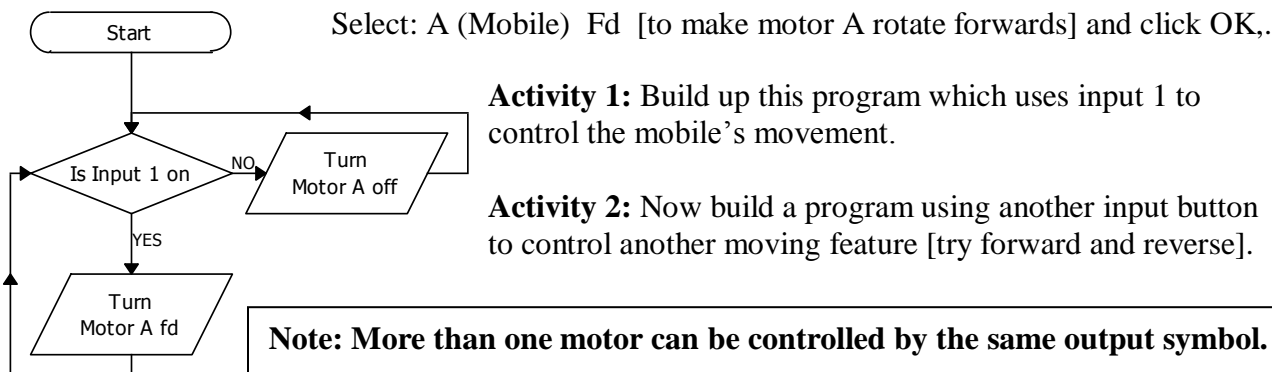 Start
Select: A (Mobile) Fd [to make motor A rotate forwards] and click OK,.
Activity 1: Build up this program which uses input 1 to
control the mobile's movement.
Is Input 1 on
NO
Turn
Motor A off
Activity 2: Now build a program using another input button
to control another moving feature [try forward and reverse].
YES
Turn
Motor A fd
Note: More than one motor can be controlled by the same output symbol.